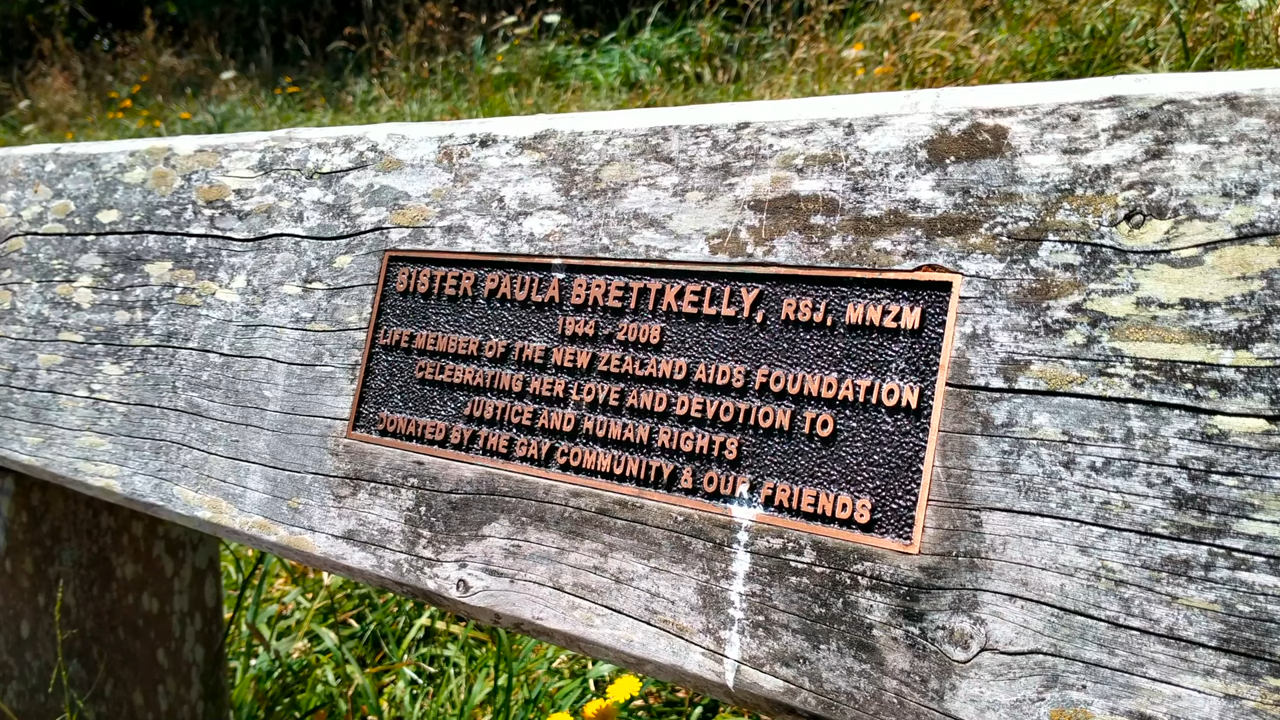 SISTER PAULA BRETTKELLY, RSJ, MNZM
1944 - 2008
LIFE MEMBER OF THE NEW ZEALAND AIDS FOUNDATION
CELEBRATING HER LOVE AND DEVOTION TO
JUSTICE AND HUMAN RIGHTS
DONATED BY THE GAY COMMUNITY & OUR FRIENDS